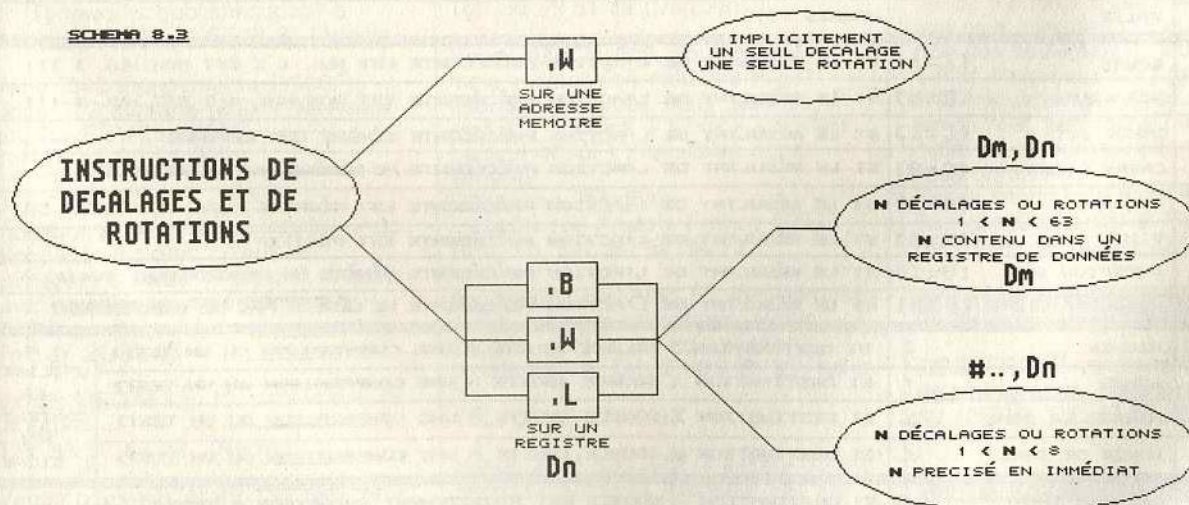 SCHEMA 8.3
.W
SUR UNE
ADRESSE
MEMOIRE
IMPLICITEMENT
UN SEUL DECALAGE
UNE SEULE ROTATION
INSTRUCTIONS DE
DECALAGES ET DE
ROTATIONS
.B
.W
.L
SUR UN
REGISTRE
Dn
Dm,Dn
N DÉCALAGES OU ROTATIONS
1 < N < 63
N CONTENU DANS UN
REGISTRE DE DONNÉES
Dm
#..,Dn
N DÉCALAGES OU ROTATIONS
1 < N < 8
N PRECISÉ EN IMMÉDIAT